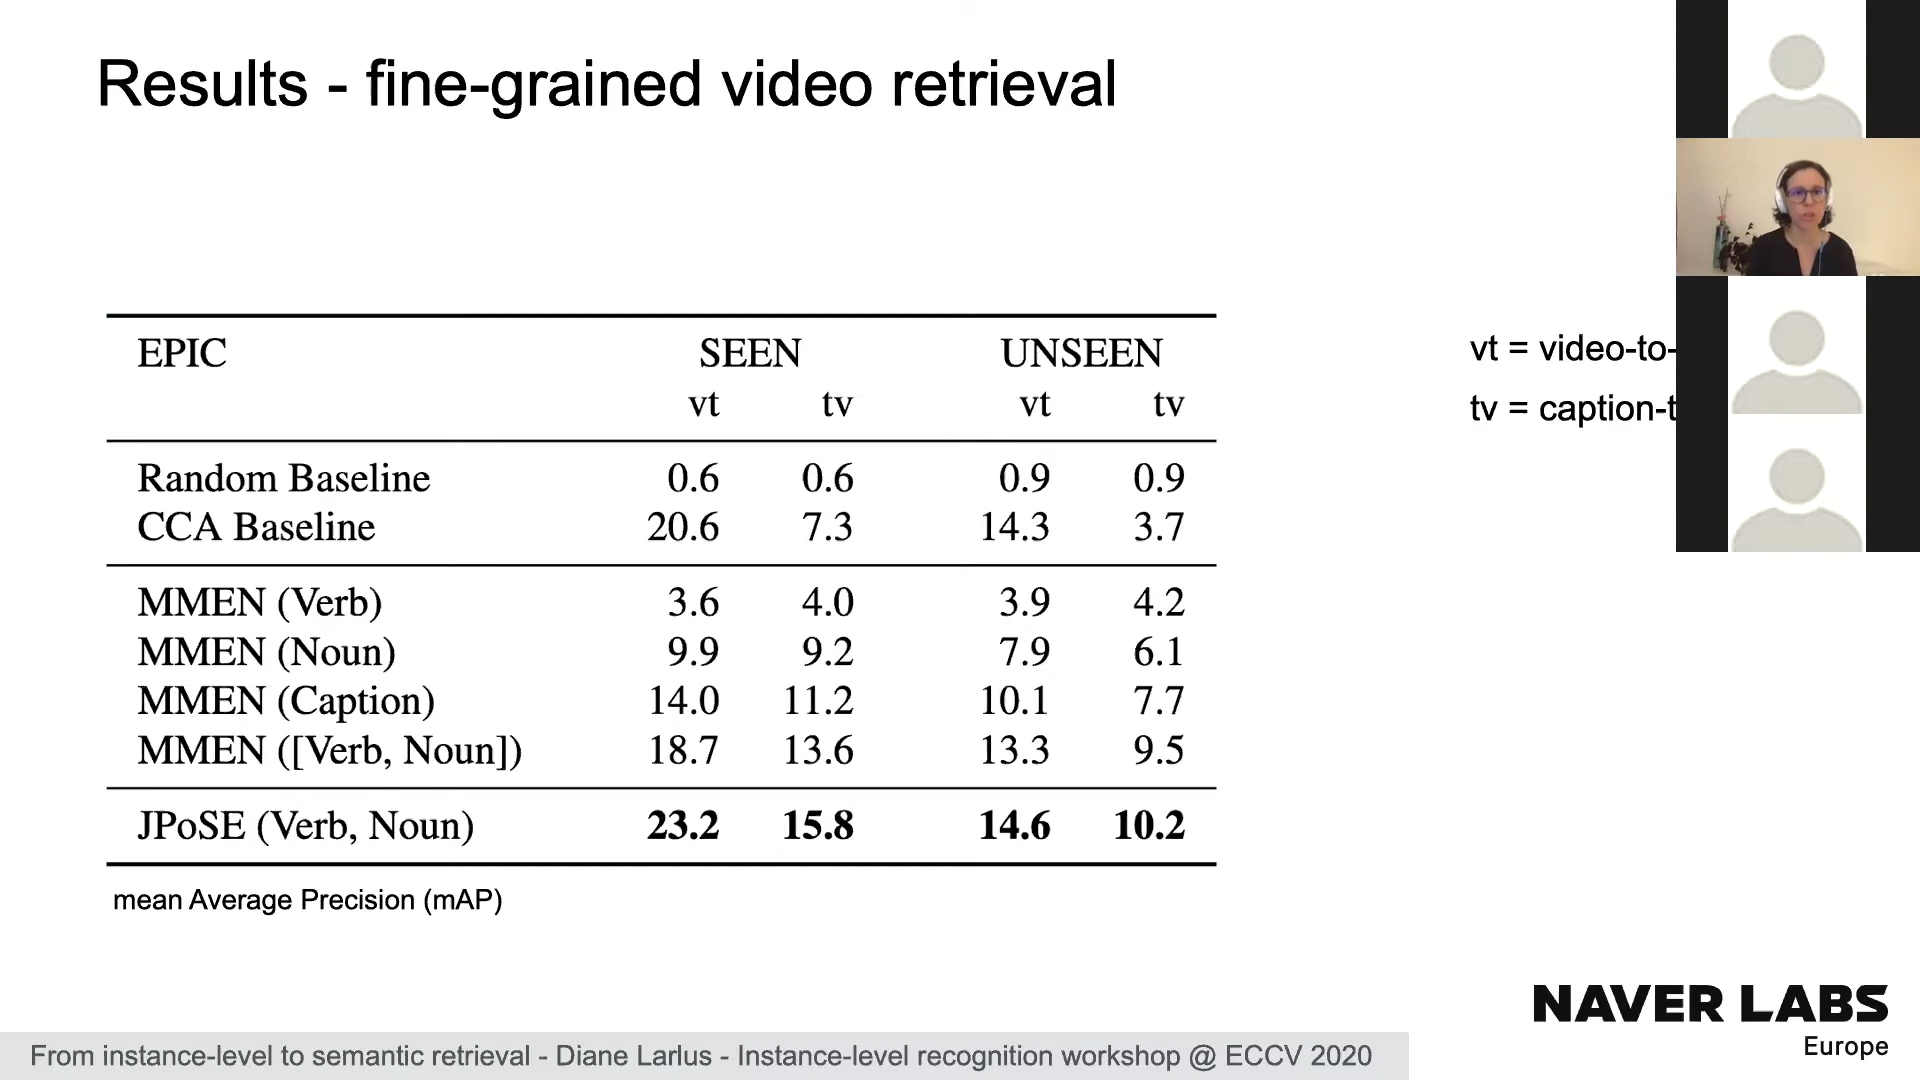 Results - fine-grained video retrieval
EPIC SEEN UNSEEN
vt tv vt tv
Random Baseline 0.6 0.6 0.9 0.9
CCA Baseline 20.6 7.3 14.3 3.7
MMEN (Verb) 3.6 4.0 3.9 4.2
MMEN (Noun) 9.9 9.2 7.9 6.1
MMEN (Caption) 14.0 11.2 10.1 7.7
MMEN ([Verb, Noun]) 18.7 13.6 13.3 9.5
JPoSE (Verb, Noun) 23.2 15.8 14.6 10.2
mean Average Precision (mAP)
vt = video-to-
tv = caption-t
NAVER LABS
Europe
From instance-level to semantic retrieval - Diane Larlus - Instance-level recognition workshop @ ECCV 2020